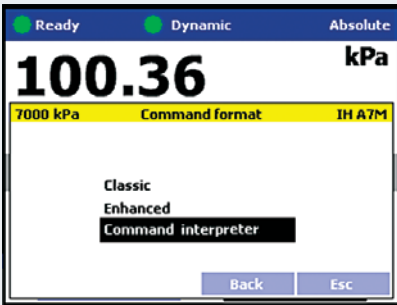 Ready Dynamic Absolute
100.36 kPa
7000 kPa Command format IH A7M
Classic
Enhanced
Command interpreter
Back Esc